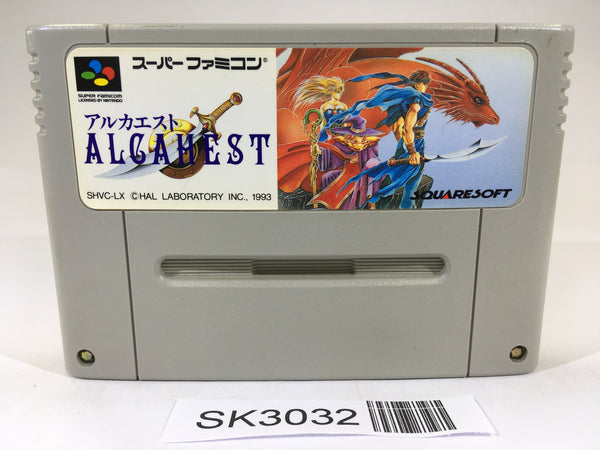 スーパーファミコン®
SUPER FAMICOM
LICENSED BY NINTENDO
アルカエスト
ALCAHEST
SHVC-LX ©HAL LABORATORY INC., 1993
SQUARESOFT
SK3032